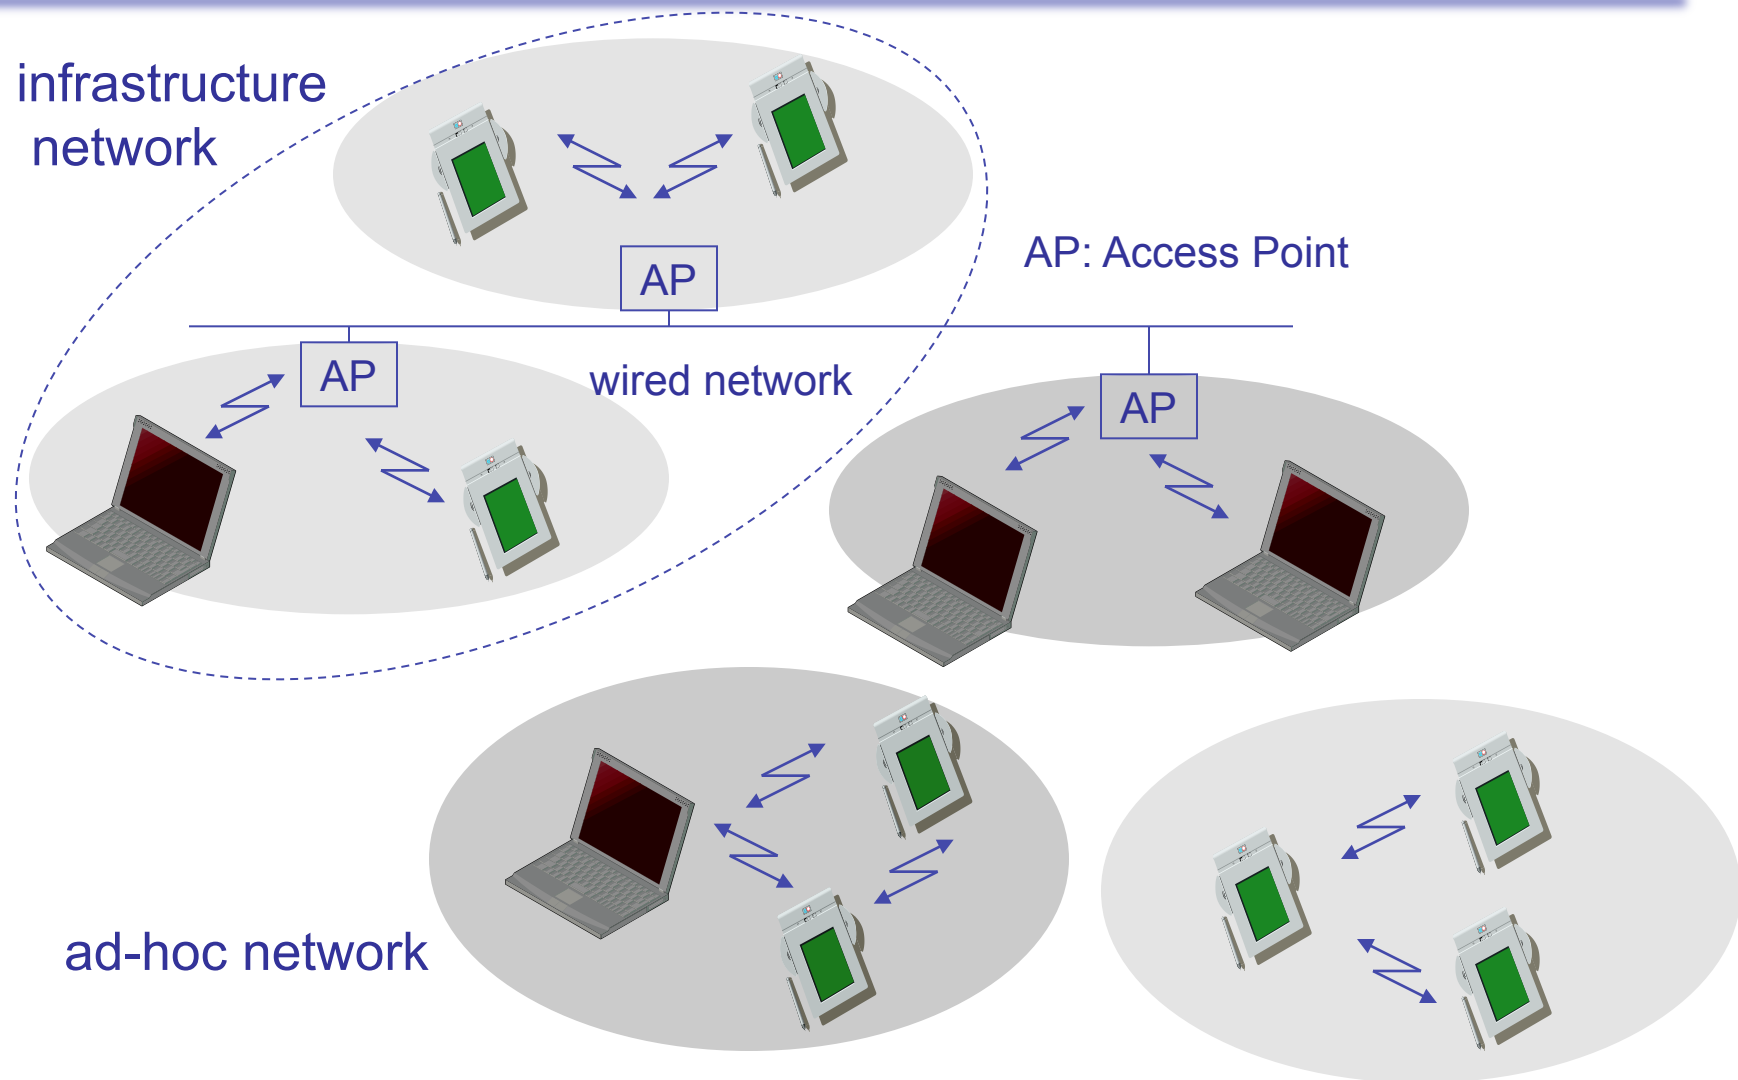 infrastructure
network
AP
AP: Access Point
AP
wired network
AP
ad-hoc network